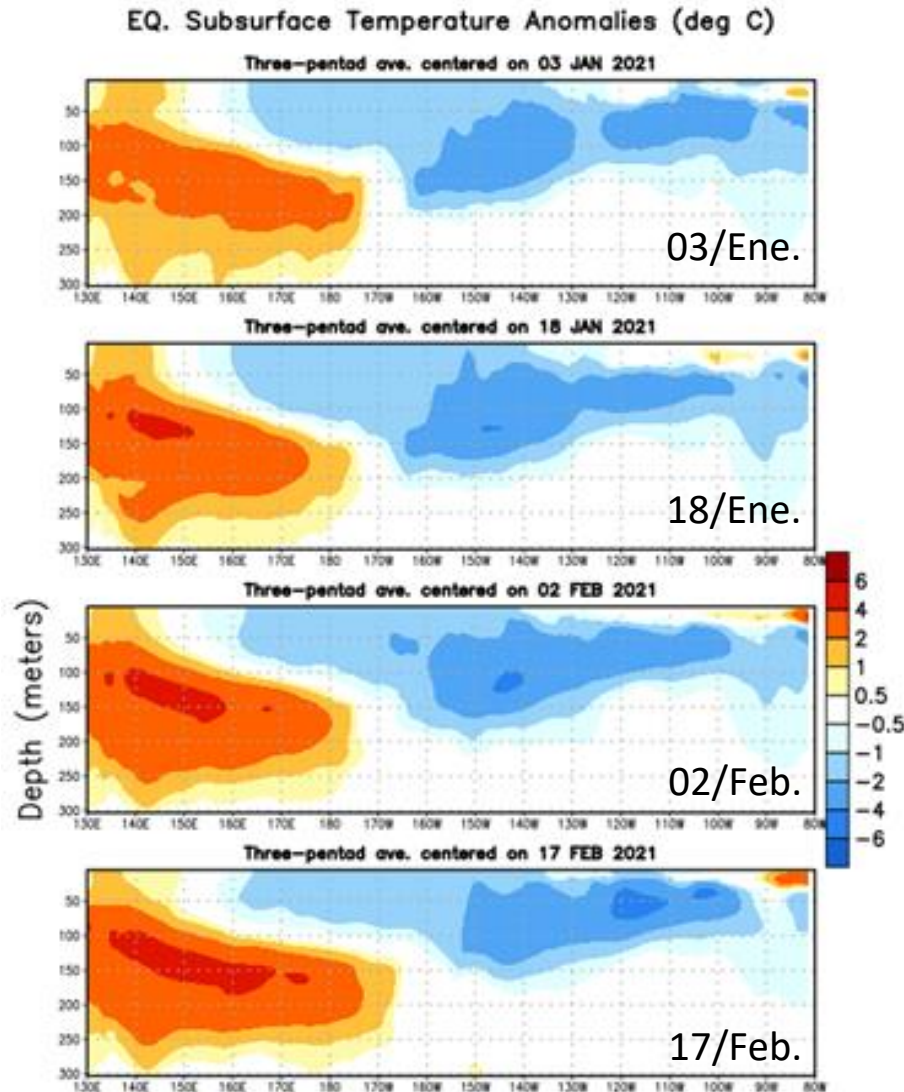 EQ. Subsurface Temperature Anomalies (deg C)
Three-pentad ave. centered on 03 JAN 2021
50
100
150
200
250
300
03/Ene.
130E 140E 150E 160E 170E 180 170W 160W 150W 140W 130W 120W 110W 100W 90W 80W
Three-pentad ave. centered on 18 JAN 2021
50
100
150
200
250
300
18/Ene.
130E 140E 150E 160E 170E 180 170W 160W 150W 140W 130W 120W 110W 100W 90W 80W
Three-pentad ave. centered on 02 FEB 2021
50
100
150
200
250
300
02/Feb.
130E 140E 150E 160E 170E 180 170W 160W 150W 140W 130W 120W 110W 100W 90W 80W
Three-pentad ave. centered on 17 FEB 2021
50
100
150
200
250
300
17/Feb.
130E 140E 150E 160E 170E 180 170W 160W 150W 140W 130W 120W 110W 100W 90W 80W
Depth (meters)
6
4
2
1
0.5
-0.5
-1
-2
-4
-6